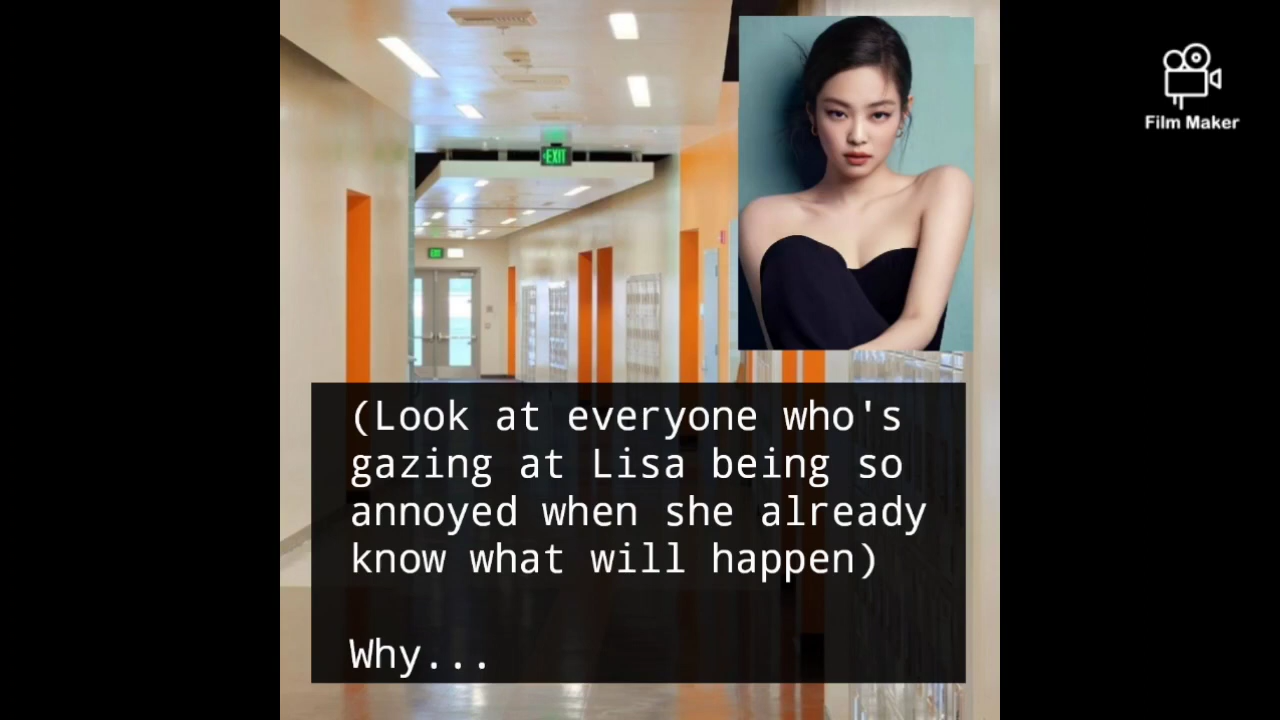 EXIT
Film Maker
(Look at everyone who's
gazing at Lisa being so
annoyed when she already
know what will happen)
Why...